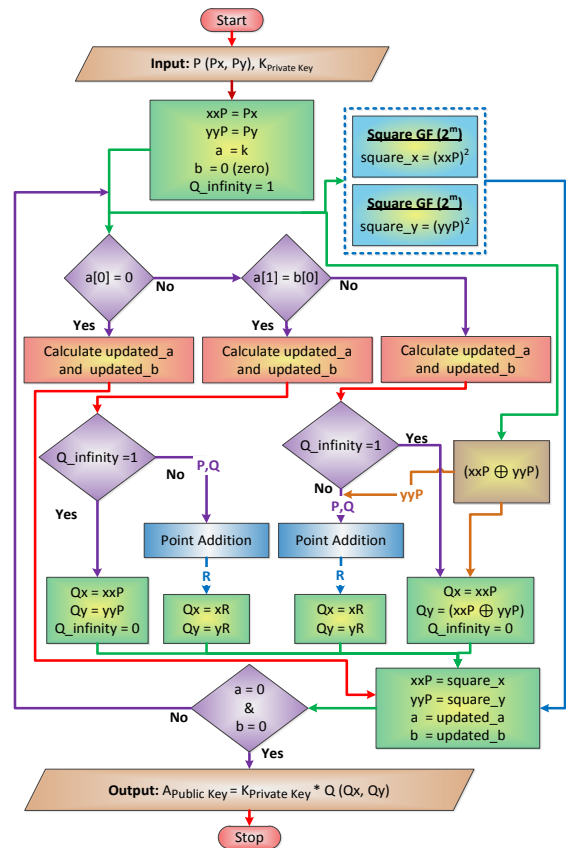 Start
Input: P (Px, Py), K Private Key
xxP = Px
yyP = Py
a = k
b = 0 (zero)
Q_infinity = 1
Square GF (2^m)
square_x = (xxP)^2
Square GF (2^m)
square_y = (yyP)^2
a[0] = 0
No
a[1] = b[0]
No
Yes
Yes
Calculate updated_a
and updated_b
Calculate updated_a
and updated_b
Calculate updated_a
and updated_b
Q_infinity =1
No
P,Q
Yes
Q_infinity =1
Yes
No
P,Q
yyP
(xxP ⊕ yyP)
Point Addition
Point Addition
R
R
Qx = xxP
Qy = yyP
Q_infinity = 0
Qx = xR
Qy = yR
Qx = xR
Qy = yR
Qx = xxP
Qy = (xxP ⊕ yyP)
Q_infinity = 0
xxP = square_x
yyP = square_y
a = updated_a
b = updated_b
a = 0
&
b = 0
No
Yes
Output: A Public Key = K Private Key * Q (Qx, Qy)
Stop